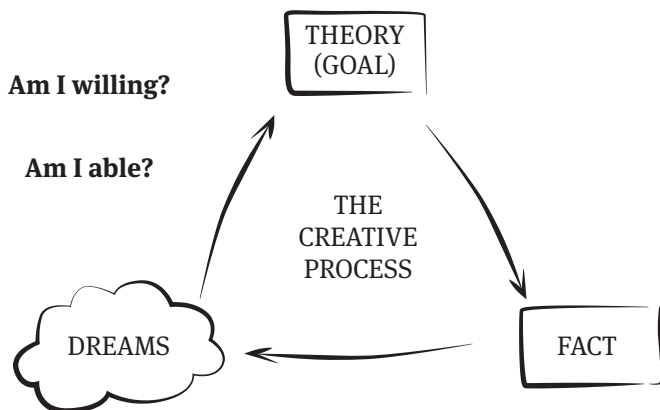 THEORY
(GOAL)
Am I willing?
Am I able?
THE
CREATIVE
PROCESS
DREAMS
FACT